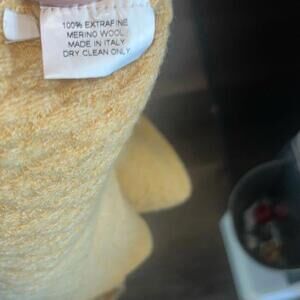 100% EXTRAFINE
MERINO WOOL
MADE IN ITALY
DRY CLEAN ONLY